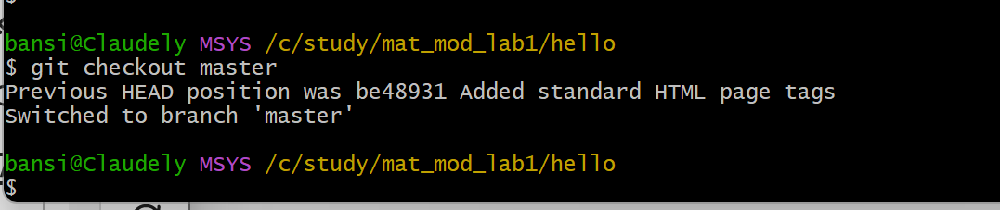 $
bansi@Claudely MSYS /c/study/mat_mod_lab1/hello
$ git checkout master
Previous HEAD position was be48931 Added standard HTML page tags
Switched to branch 'master'
bansi@Claudely MSYS /c/study/mat_mod_lab1/hello
$